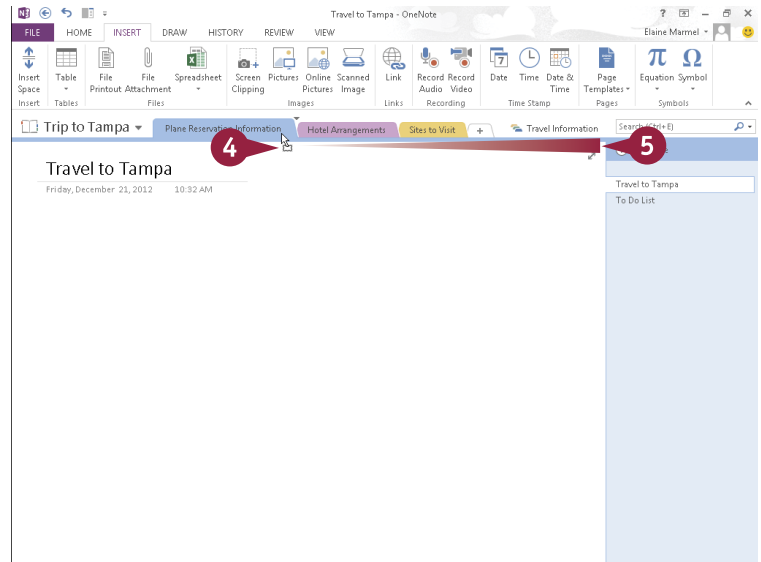 Travel to Tampa - OneNote ?
FILE HOME INSERT DRAW HISTORY REVIEW VIEW Elaine Marmel
Insert Space Table File Printout File Attachment Spreadsheet Screen Clipping Pictures Online Pictures Scanned Image Link Record Audio Record Video Date Time Date & Time Page Templates Equation Symbol
Insert Tables Files Images Links Recording Time Stamp Pages Symbols
Trip to Tampa Plane Reservation Information Hotel Arrangements Sites to Visit + Travel Information Search (Ctrl+E)
4 5
Travel to Tampa
Friday, December 21, 2012 10:32 AM
Travel to Tampa
To Do List